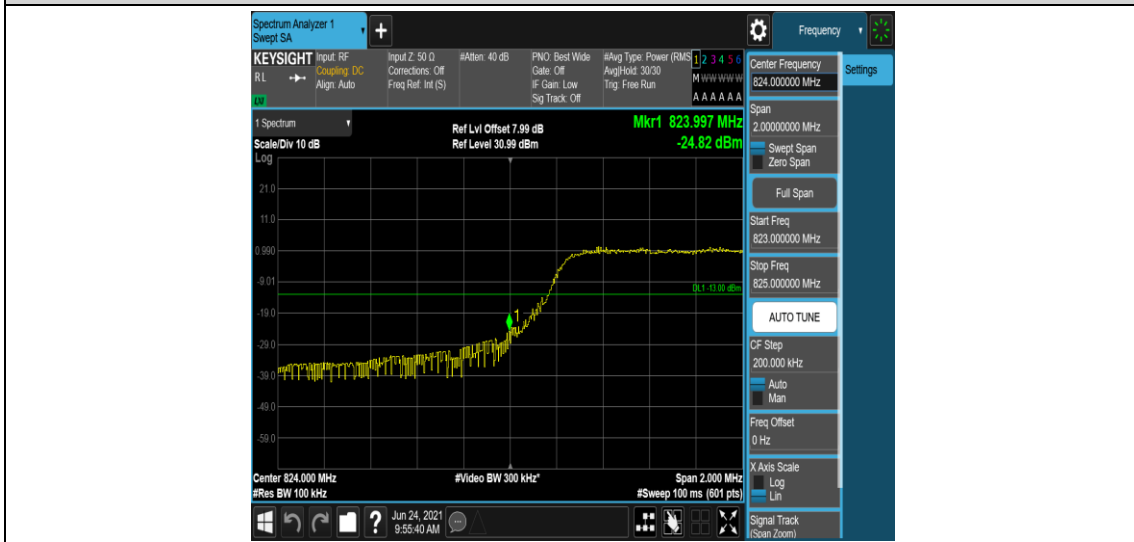 Spectrum Analyzer 1
Swept SA
+
Frequency
KEYSIGHT
RL
Input: RF
Coupling: DC
Align: Auto
Input Z: 50 Ω
Corrections: Off
Freq Ref: Int (S)
#Atten: 40 dB
PNO: Best Wide
Gate: Off
IF Gain: Low
Sig Track: Off
#Avg Type: Power (RMS
Avg|Hold: 30/30
Trig: Free Run
1 2 3 4 5 6
M W W W W W
A A A A A A
1 Spectrum
Scale/Div 10 dB
Log
Ref Lvl Offset 7.99 dB
Ref Level 30.99 dBm
Mkr1 823.997 MHz
-24.82 dBm
21.0
11.0
0.990
-9.01
-19.0
-29.0
-39.0
-49.0
-59.0
DL1 -13.00 dBm
1
Center 824.000 MHz
#Res BW 100 kHz
#Video BW 300 kHz*
Span 2.000 MHz
#Sweep 100 ms (601 pts)
Center Frequency
824.000000 MHz
Settings
Span
2.00000000 MHz
Swept Span
Zero Span
Full Span
Start Freq
823.000000 MHz
Stop Freq
825.000000 MHz
AUTO TUNE
CF Step
200.000 kHz
Auto
Man
Freq Offset
0 Hz
X Axis Scale
Log
Lin
Signal Track
(Span Zoom)
?
Jun 24, 2021
9:55:40 AM